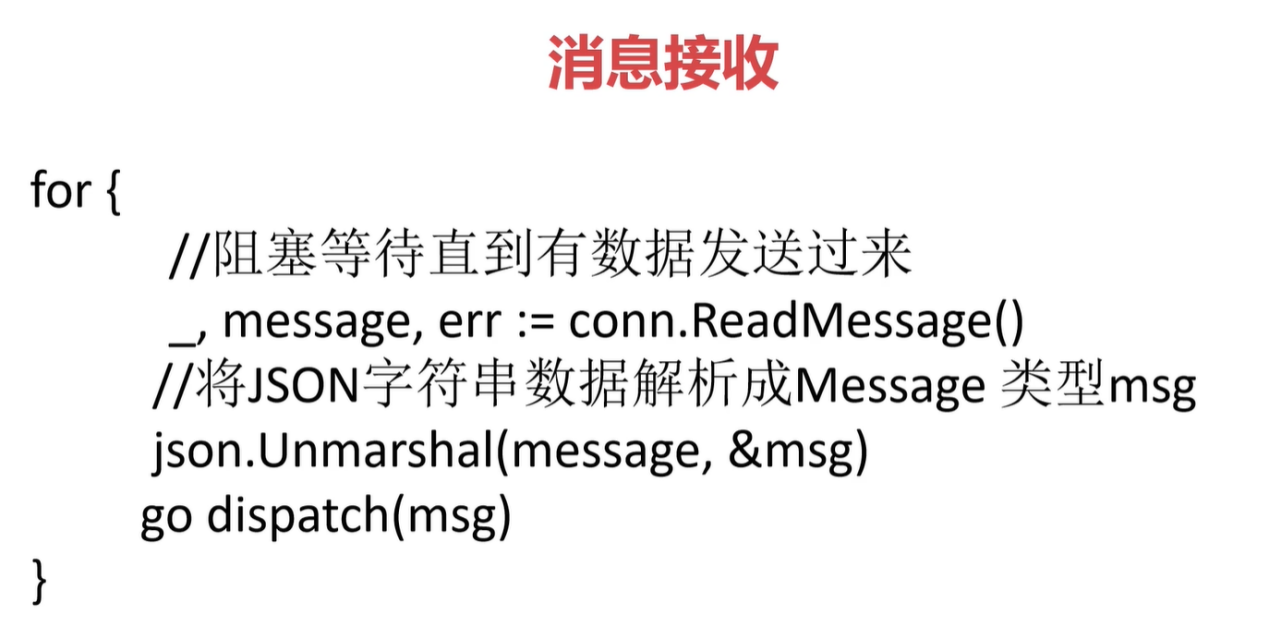 消息接收
for {
//阻塞等待直到有数据发送过来
_, message, err := conn.ReadMessage()
//将JSON字符串数据解析成Message 类型msg
json.Unmarshal(message, &msg)
go dispatch(msg)
}